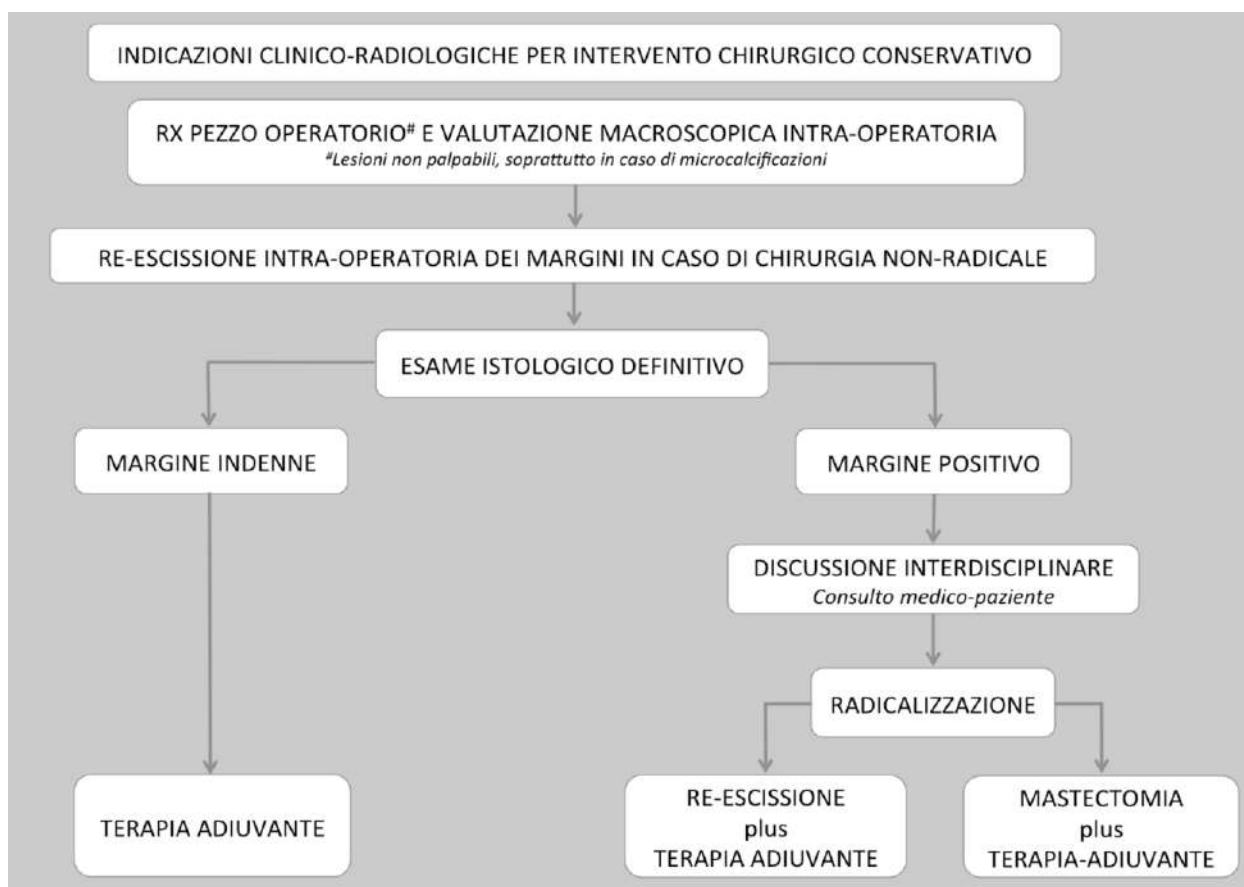 INDICAZIONI CLINICO-RADIOLOGICHE PER INTERVENTO CHIRURGICO CONSERVATIVO
RX PEZZO OPERATORIO# E VALUTAZIONE MACROSCOPICA INTRA-OPERATORIA
#Lesioni non palpabili, soprattutto in caso di microcalcificazioni
RE-ESCISSIONE INTRA-OPERATORIA DEI MARGINI IN CASO DI CHIRURGIA NON-RADICALE
ESAME ISTOLOGICO DEFINITIVO
MARGINE INDENNE
MARGINE POSITIVO
DISCUSSIONE INTERDISCIPLINARE
Consulto medico-paziente
RADICALIZZAZIONE
TERAPIA ADIUVANTE
RE-ESCISSIONE
plus
TERAPIA ADIUVANTE
MASTECTOMIA
plus
TERAPIA-ADIUVANTE